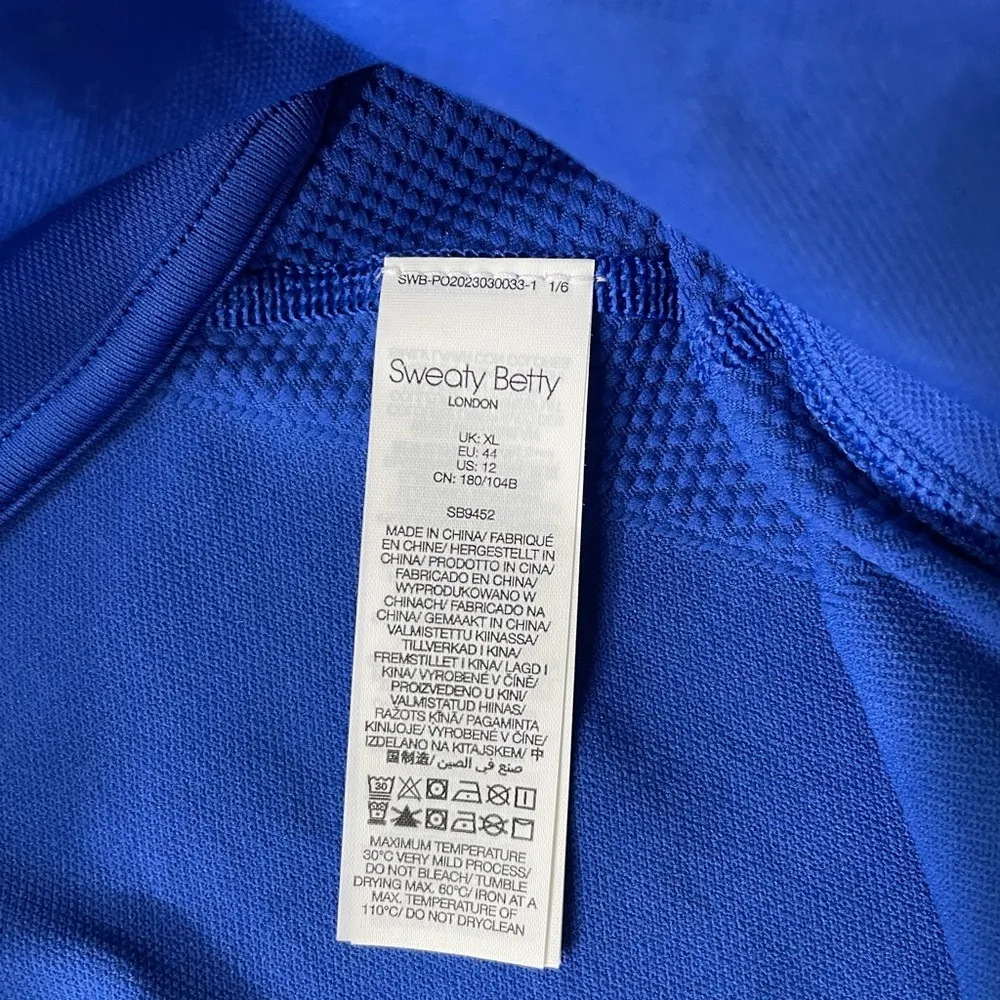 SWB-PO2023030033-1 1/6
Sweaty Betty
LONDON
UK: XL
EU: 44
US: 12
CN: 180/104B
SB9452
MADE IN CHINA/ FABRIQUÉ
EN CHINE/ HERGESTELLT IN
CHINA/ PRODOTTO IN CINA/
FABRICADO EN CHINA/
WYPRODUKOWANO W
CHINACH/ FABRICADO NA
CHINA/ GEMAAKT IN CHINA/
VALMISTETTU KIINASSA/
TILLVERKAD I KINA/
FREMSTILLET I KINA/ LAGD I
KINA/ VYROBENÉ V ČÍNĚ/
PROIZVEDENO U KINI/
VALMISTATUD HIINAS/
RAŽOTS ĶĪNĀ/ PAGAMINTA
KINIJOJE/ VYROBENÉ V ČÍNE/
IZDELANO NA KITAJSKEM/ 中
国制造/ صنع في الصين
30
MAXIMUM TEMPERATURE
30°C VERY MILD PROCESS/
DO NOT BLEACH/ TUMBLE
DRYING MAX. 60°C/ IRON AT A
MAX. TEMPERATURE OF
110°C/ DO NOT DRYCLEAN